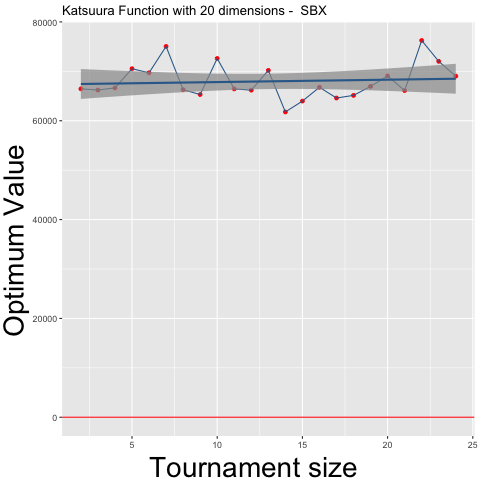 Katsuura Function with 20 dimensions -  SBX
Optimum Value
80000
60000
40000
20000
0
5 10 15 20 25
Tournament size